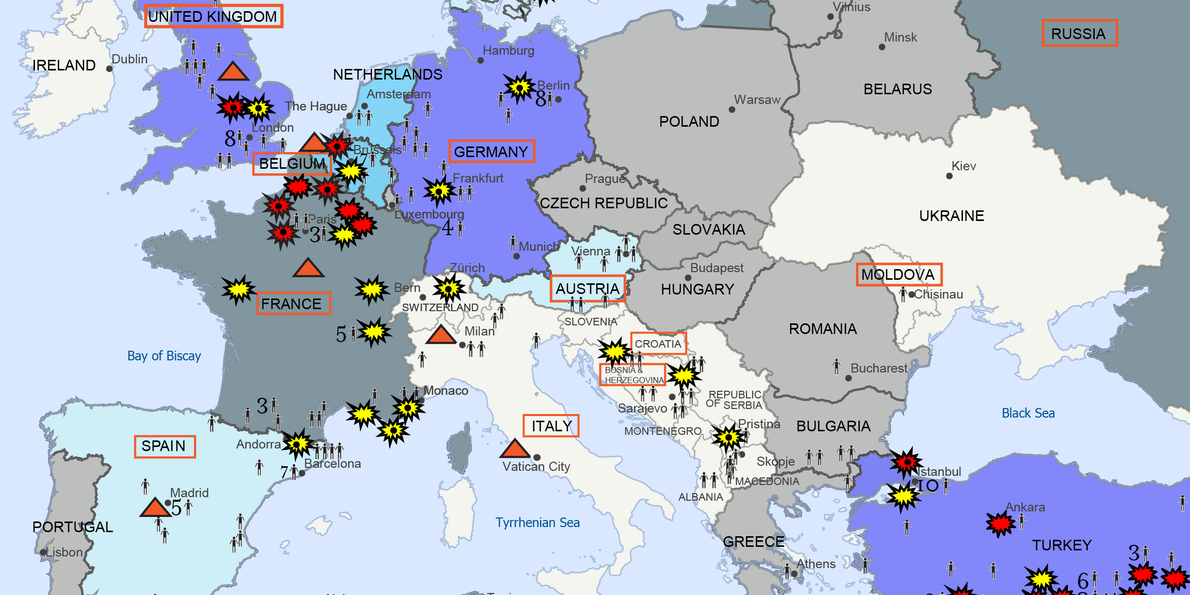 Vilnius
UNITED KINGDOM
RUSSIA
Minsk
Hamburg
Dublin
IRELAND
NETHERLANDS
BELARUS
Berlin
8
Amsterdam
Warsaw
The Hague
POLAND
London
8
Brussels
GERMANY
BELGIUM
7
Kiev
Prague
Frankfurt
CZECH REPUBLIC
Luxembourg
UKRAINE
Paris
3
4
SLOVAKIA
Munich
Vienna
Zürich
Budapest
MOLDOVA
Bern
AUSTRIA
HUNGARY
Chisinau
FRANCE
SWITZERLAND
SLOVENIA
ROMANIA
5
Milan
CROATIA
Bay of Biscay
BOSNIA &
HERZEGOVINA
Bucharest
Monaco
REPUBLIC
OF SERBIA
3
Sarajevo
Black Sea
ITALY
Pristina
MONTENEGRO
BULGARIA
SPAIN
Andorra
Barcelona
7
Vatican City
Skopje
Istanbul
10
MACEDONIA
Madrid
5
ALBANIA
Ankara
PORTUGAL
Tyrrhenian Sea
GREECE
TURKEY
Lisbon
3
Athens
6